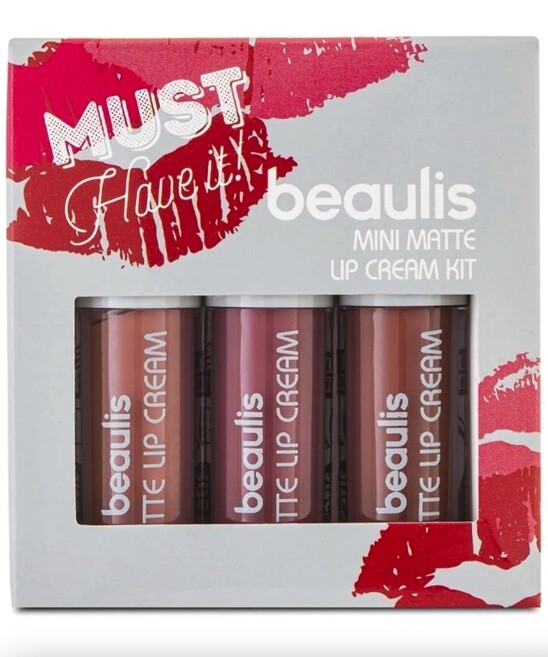 MUST
Have it!
beaulis
MINI MATTE
LIP CREAM KIT
beaulis
TTE LIP CREAM
beaulis
TTE LIP CREAM
beaulis
TTE LIP CREAM